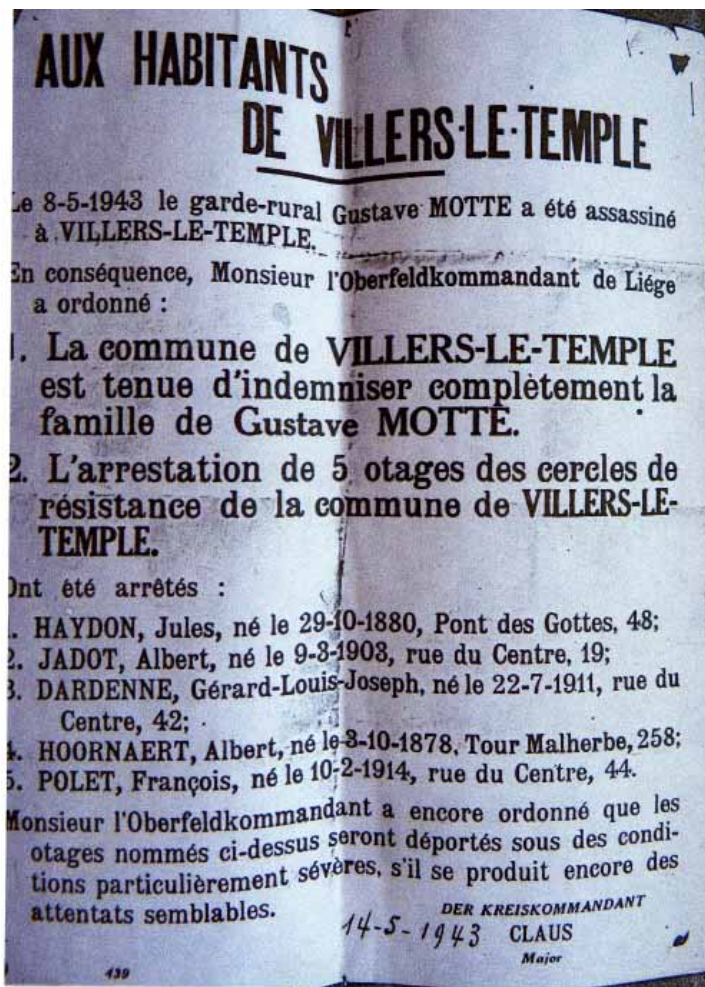 AUX HABITANTS
DE VILLERS-LE-TEMPLE
Le 8-5-1943 le garde-rural Gustave MOTTE a été assassiné
à VILLERS-LE-TEMPLE.
En conséquence, Monsieur l'Oberfeldkommandant de Liége
a ordonné :
1. La commune de VILLERS-LE-TEMPLE
est tenue d'indemniser complètement la
famille de Gustave MOTTE.
2. L'arrestation de 5 otages des cercles de
résistance de la commune de VILLERS-LE-
TEMPLE.
Ont été arrêtés :
1. HAYDON, Jules, né le 29-10-1880, Pont des Gottes, 48;
2. JADOT, Albert, né le 9-3-1903, rue du Centre, 19;
3. DARDENNE, Gérard-Louis-Joseph, né le 22-7-1911, rue du
Centre, 42;
4. HOORNAERT, Albert, né le 3-10-1878, Tour Malherbe, 258;
5. POLET, François, né le 10-2-1914, rue du Centre, 44.
Monsieur l'Oberfeldkommandant a encore ordonné que les
otages nommés ci-dessus seront déportés sous des condi-
tions particulièrement sévères, s'il se produit encore des
attentats semblables.
DER KREISKOMMANDANT
14-5-1943 CLAUS
Major
439